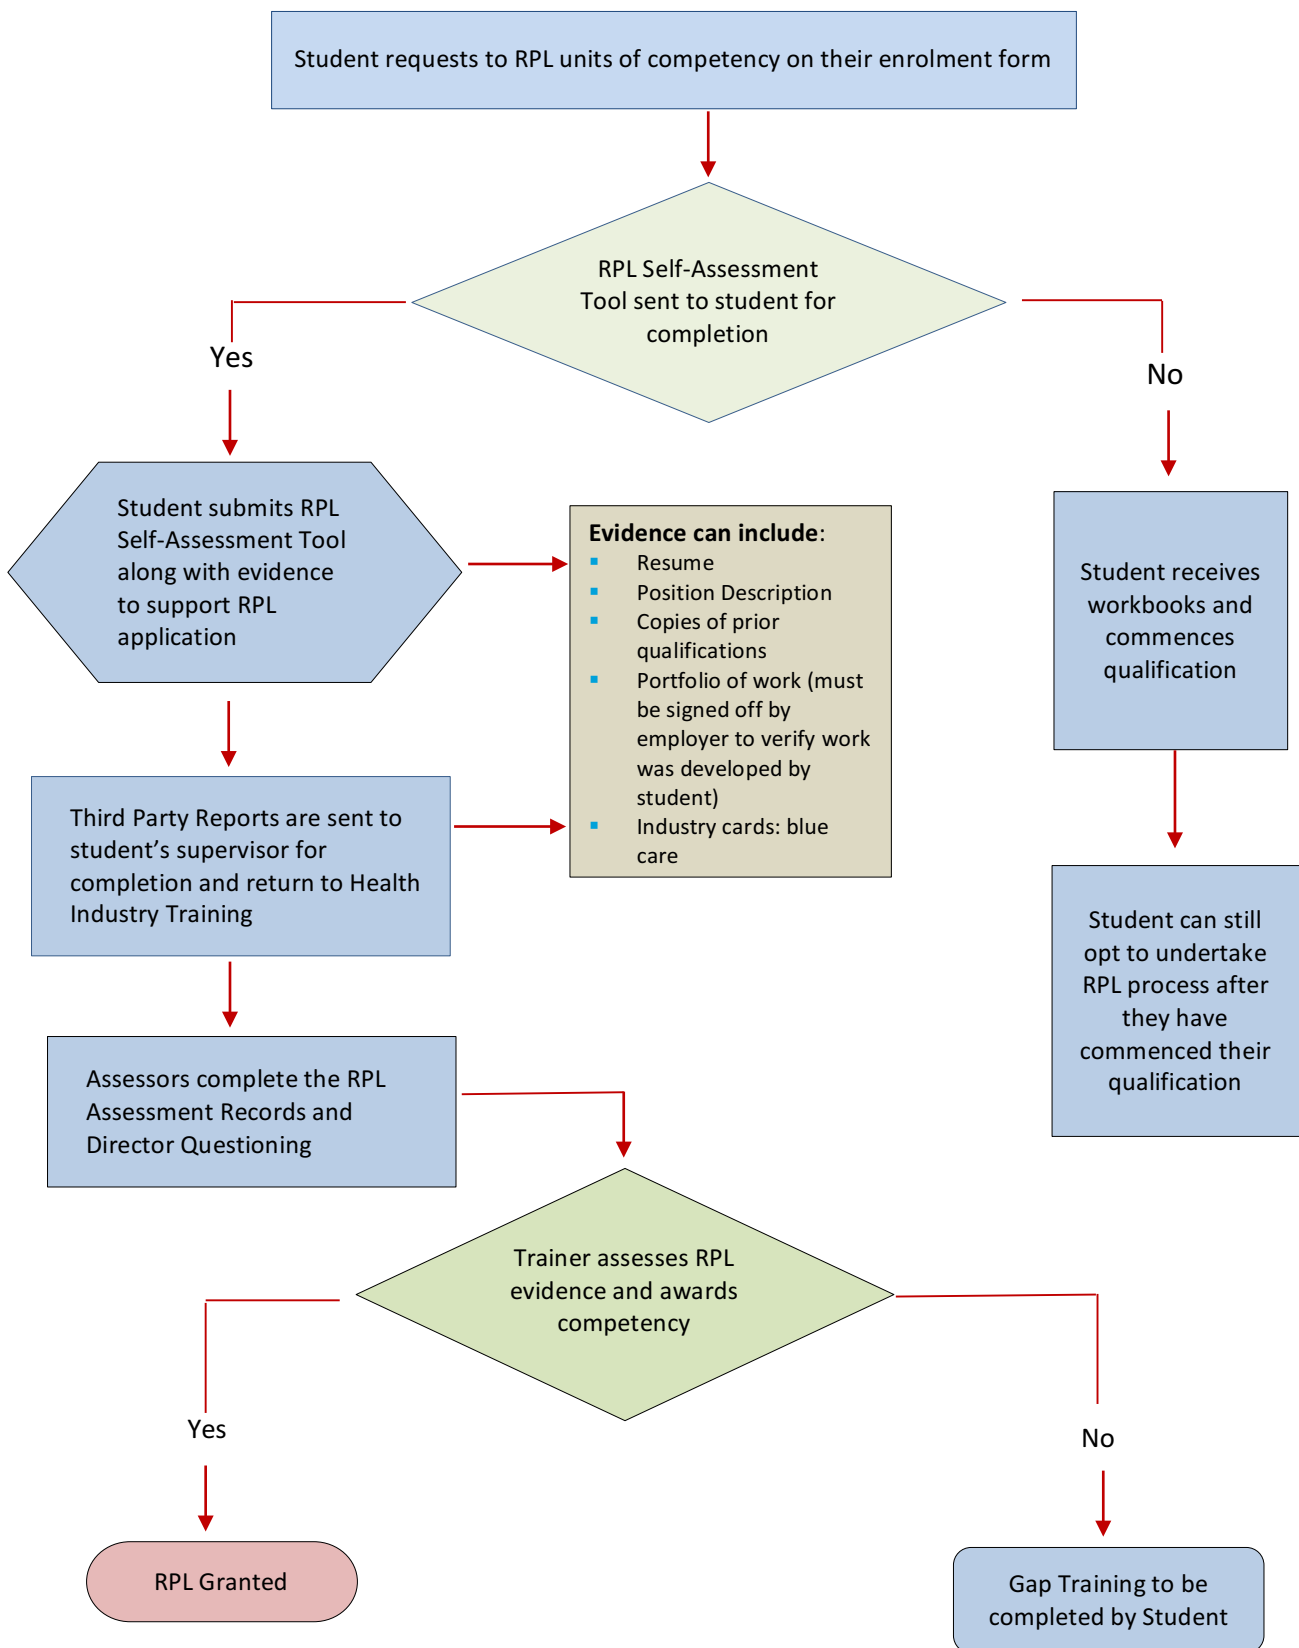 Student requests to RPL units of competency on their enrolment form
RPL Self-Assessment
Tool sent to student for
completion
Yes
No
Student submits RPL
Self-Assessment Tool
along with evidence
to support RPL
application
Evidence can include:
Resume
Position Description
Copies of prior
qualifications
Portfolio of work (must
be signed off by
employer to verify work
was developed by
student)
Industry cards: blue
care
Student receives
workbooks and
commences
qualification
Third Party Reports are sent to
student’s supervisor for
completion and return to Health
Industry Training
Student can still
opt to undertake
RPL process after
they have
commenced their
qualification
Assessors complete the RPL
Assessment Records and
Director Questioning
Trainer assesses RPL
evidence and awards
competency
Yes
No
RPL Granted
Gap Training to be
completed by Student